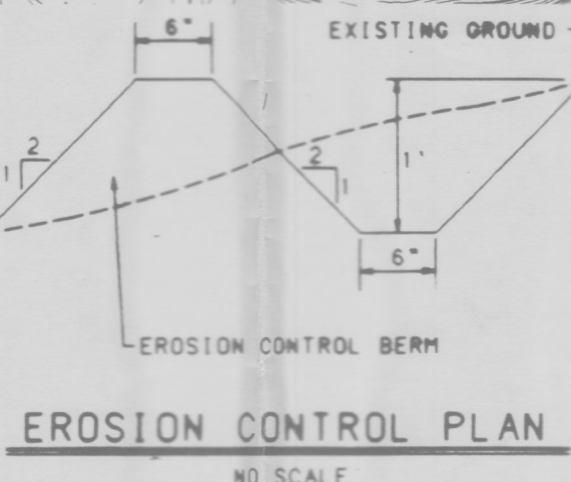 6"
EXISTING GROUND
2
1
2
1
1'
6"
EROSION CONTROL BERM
EROSION CONTROL PLAN
NO SCALE